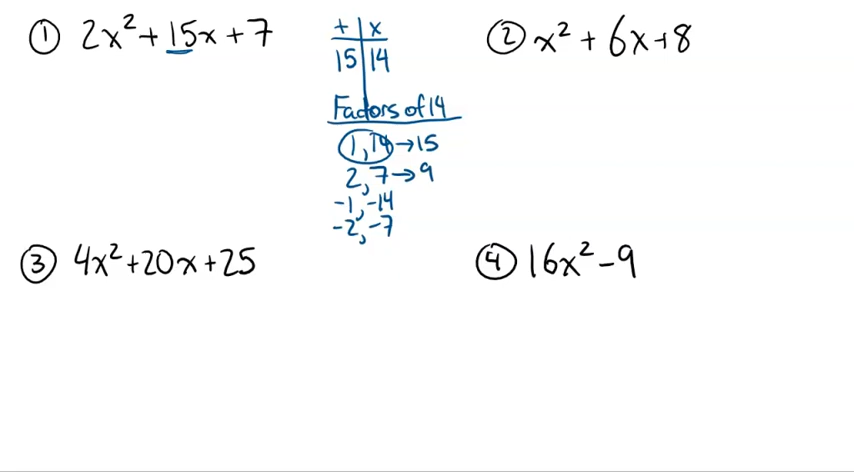 ① 2x² + 15x + 7
+ | x
15 | 14
Factors of 14
1, 14 → 15
2, 7 → 9
-1, -14
-2, -7
② x² + 6x + 8
③ 4x² + 20x + 25
④ 16x² - 9